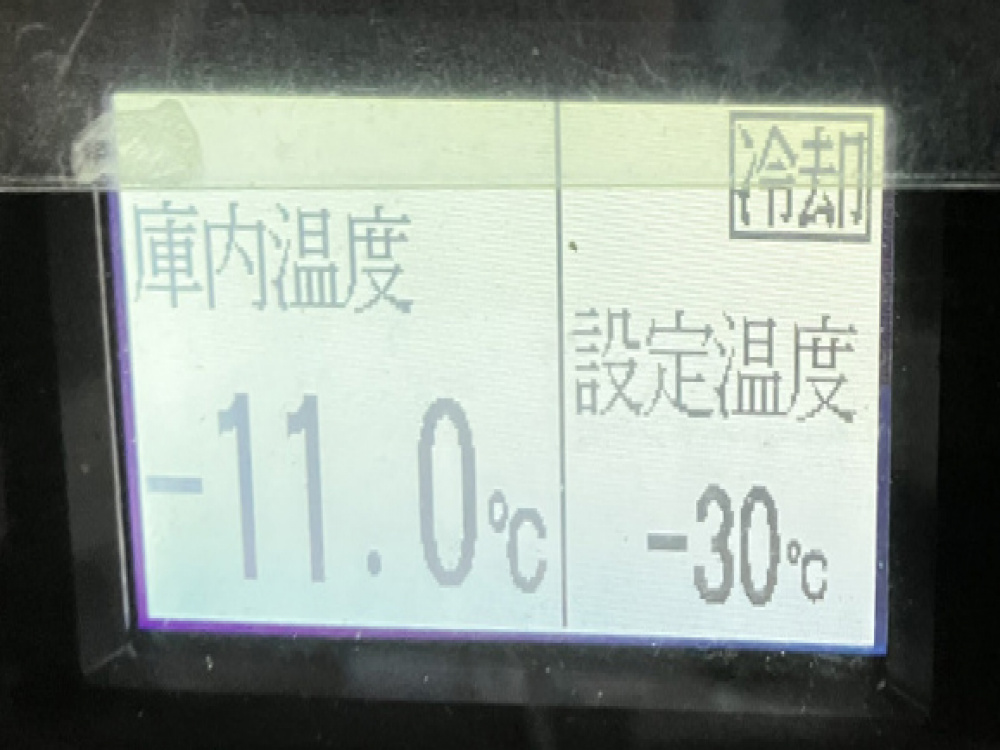 庫内温度
-11.0℃
冷却
設定温度
-30℃